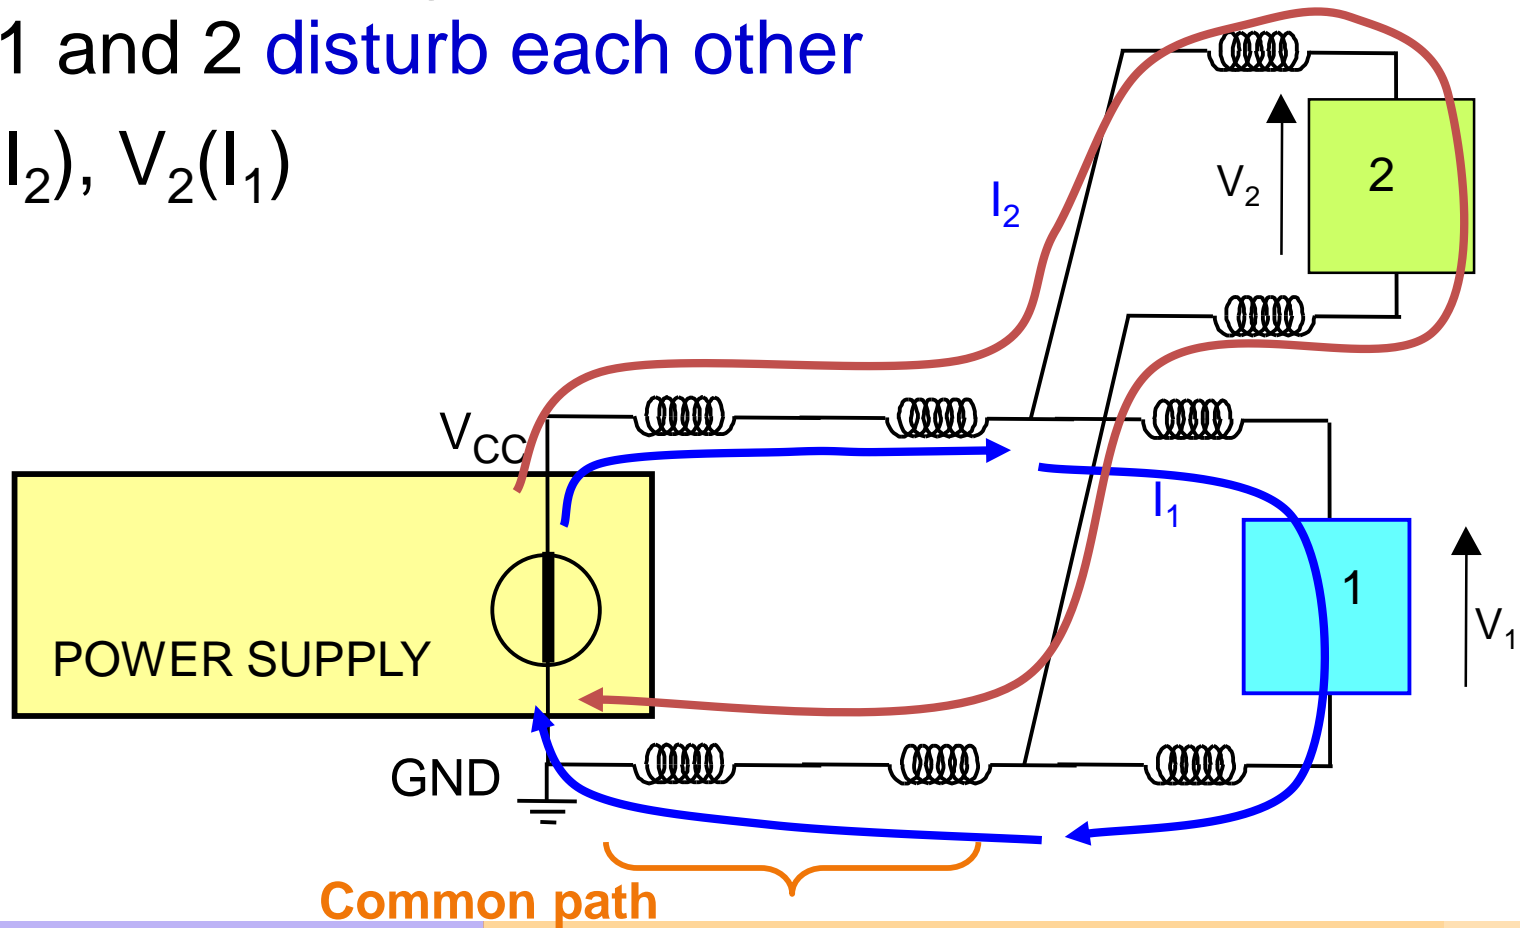 1 and 2 disturb each other
I₂), V₂(I₁)
I₂
V₂
2
V_CC
I₁
1
V₁
POWER SUPPLY
GND
Common path